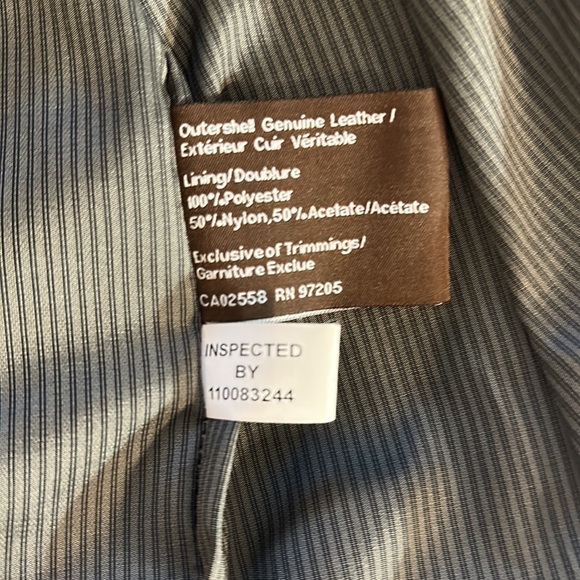 Outershell Genuine Leather/
Extérieur Cuir Véritable
Lining/Doublure
100%Polyester
50%Nylon,50%Acetate/Acétate
Exclusive of Trimmings/
Garniture Exclue
CA02558 RN 97205
INSPECTED
BY
110083244